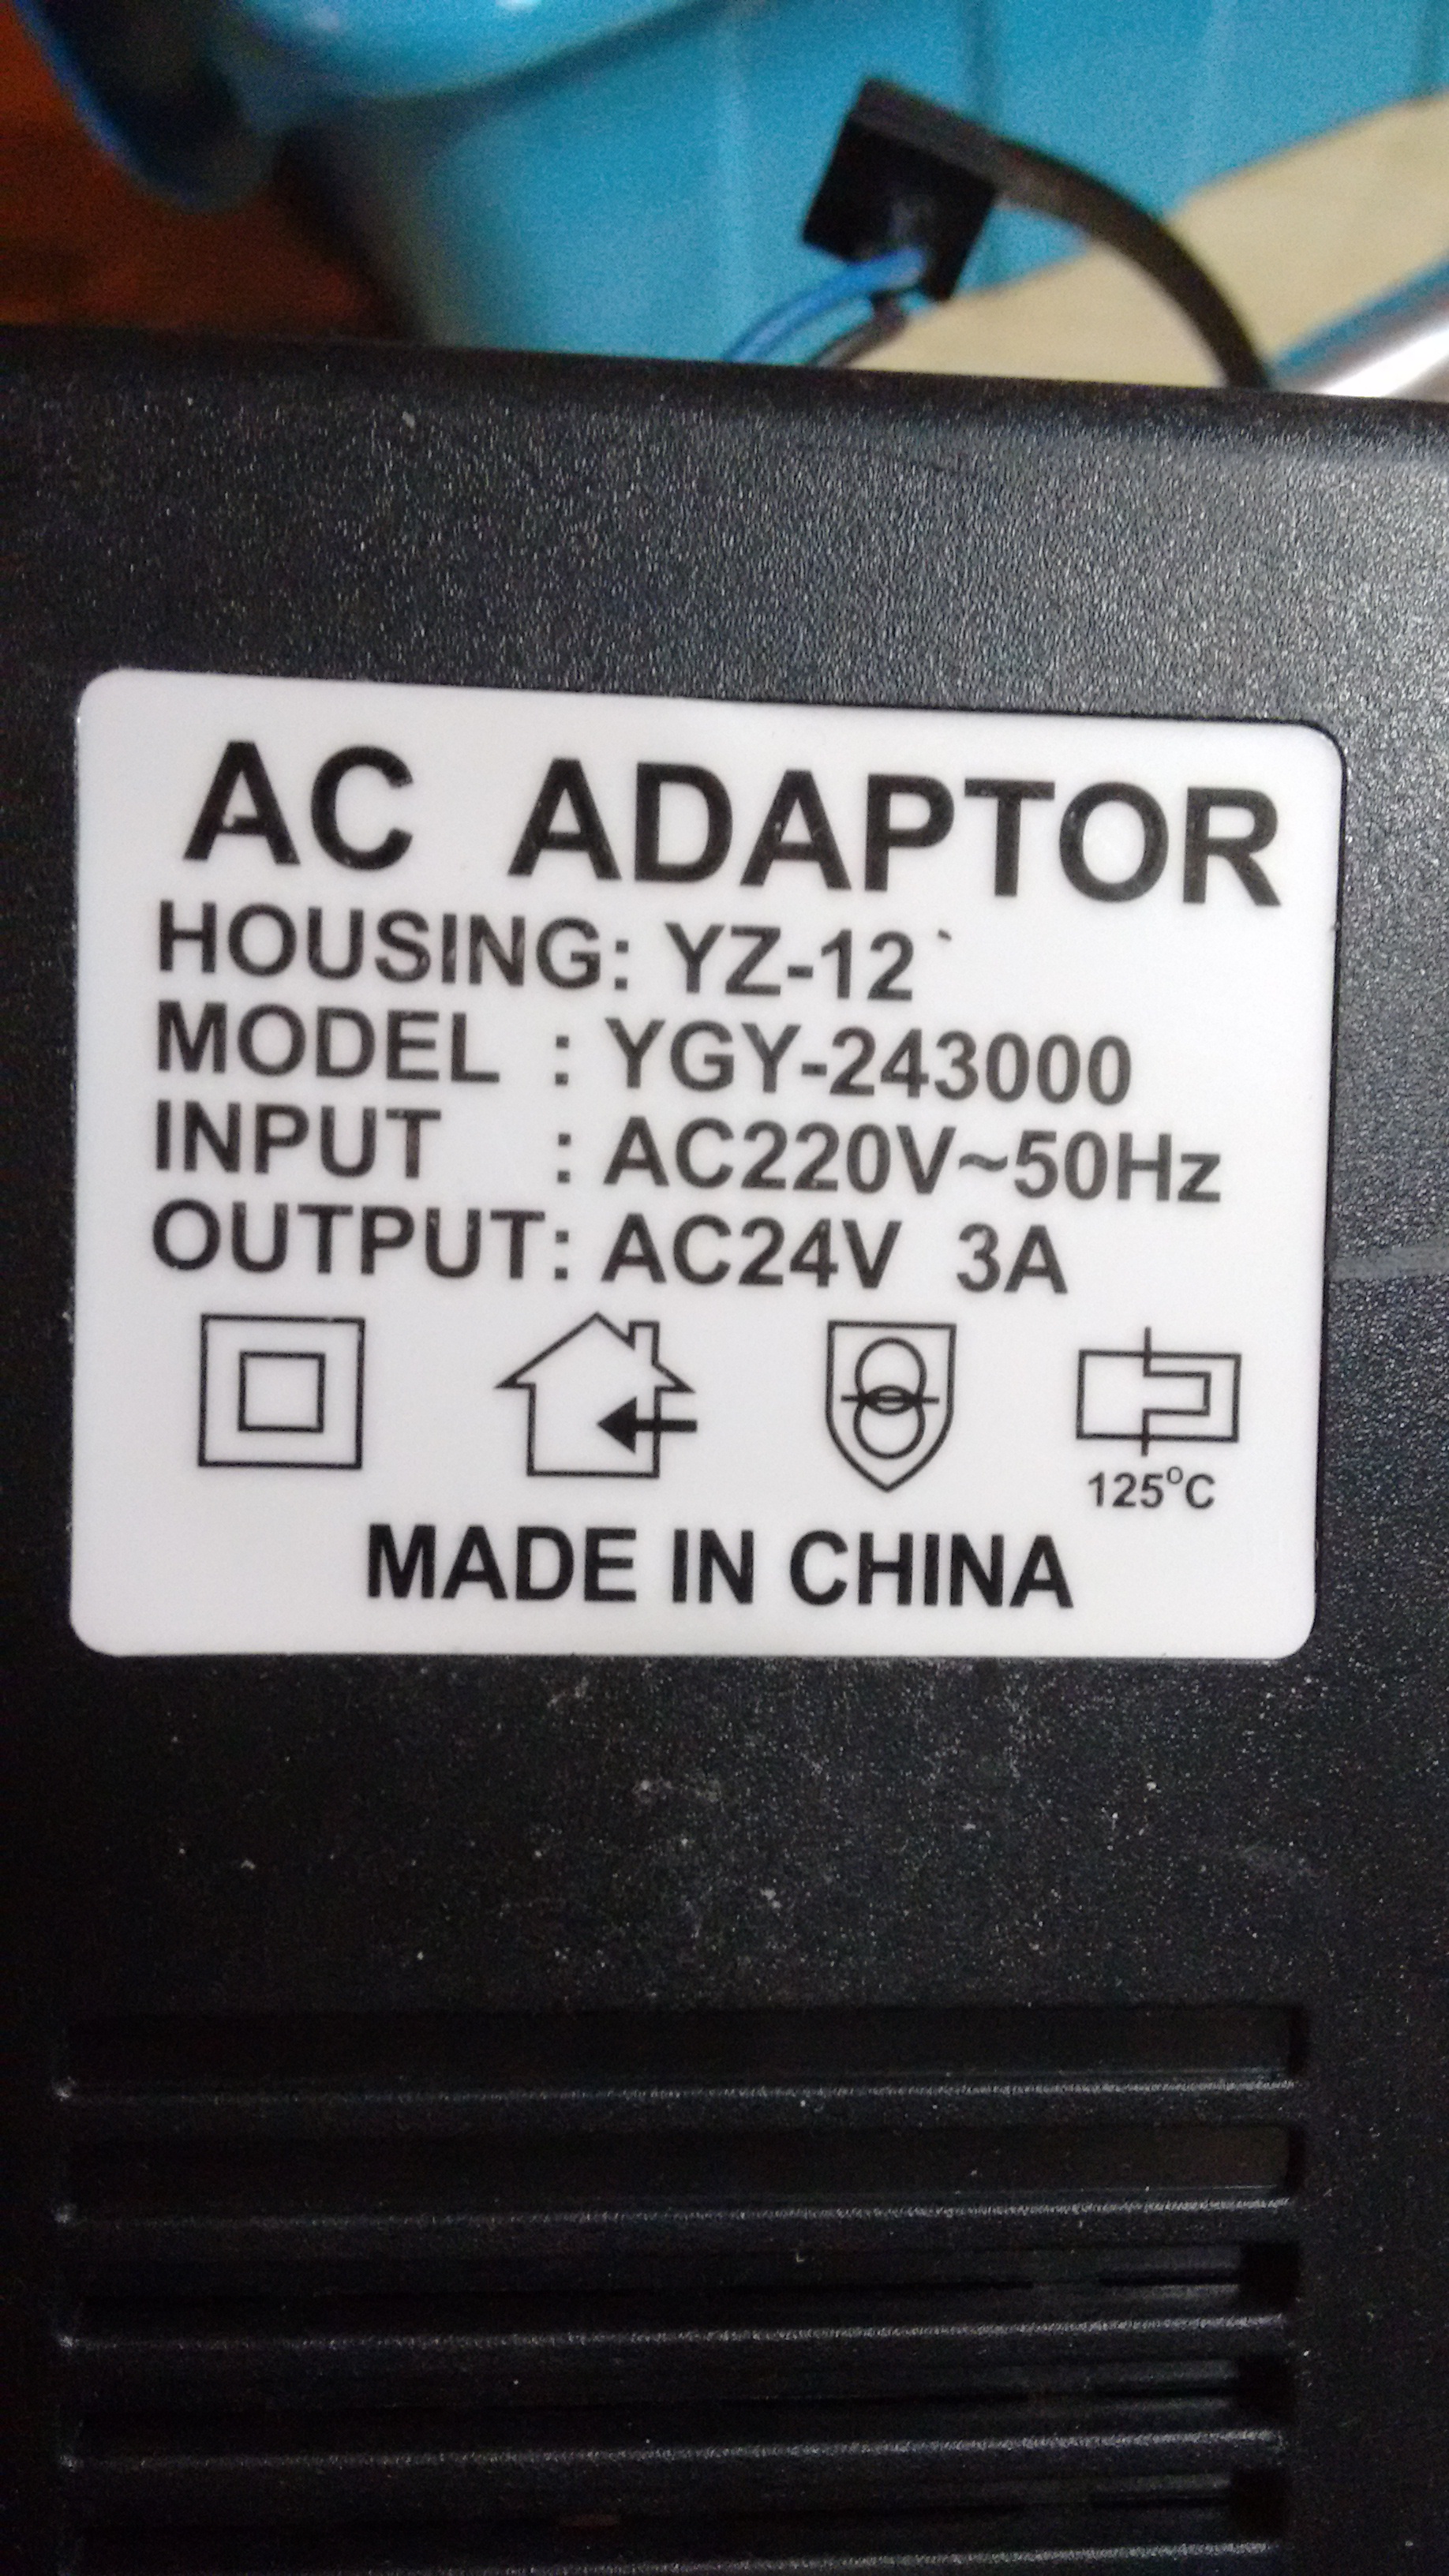 AC ADAPTOR
HOUSING: YZ-12
MODEL : YGY-243000
INPUT : AC220V~50Hz
OUTPUT: AC24V 3A
125°C
MADE IN CHINA